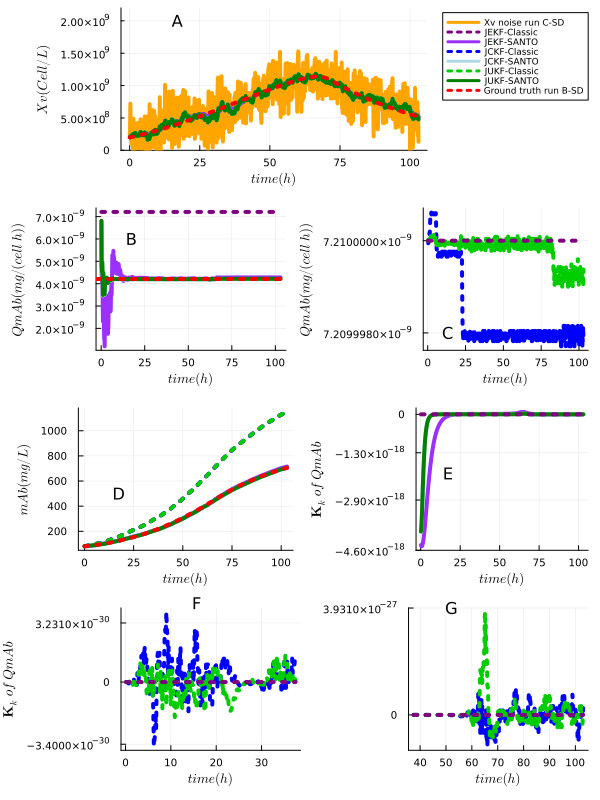 A
2.00×10⁹
1.50×10⁹
1.00×10⁹
5.00×10⁸
0
Xv(Cell/L)
0 25 50 75 100
time(h)
Xv noise run C-SD
JEKF-Classic
JEKF-SANTO
JCKF-Classic
JCKF-SANTO
JUKF-Classic
JUKF-SANTO
Ground truth run B-SD
B
7.0×10⁻⁹
6.0×10⁻⁹
5.0×10⁻⁹
4.0×10⁻⁹
3.0×10⁻⁹
2.0×10⁻⁹
QmAb(mg/(cell h))
0 25 50 75 100
time(h)
7.2100000×10⁻⁹
7.2099980×10⁻⁹
QmAb(mg/(cell h))
C
0 25 50 75 100
time(h)
1000
800
600
400
200
mAb(mg/L)
D
0 25 50 75 100
time(h)
0
−1.30×10⁻¹⁸
−2.90×10⁻¹⁸
−4.60×10⁻¹⁸
𝐊ₖ of QmAb
E
0 25 50 75 100
time(h)
F
3.2310×10⁻³⁰
0
−3.4000×10⁻³⁰
𝐊ₖ of QmAb
0 10 20 30
time(h)
G
3.9310×10⁻²⁷
0
40 50 60 70 80 90 100
time(h)